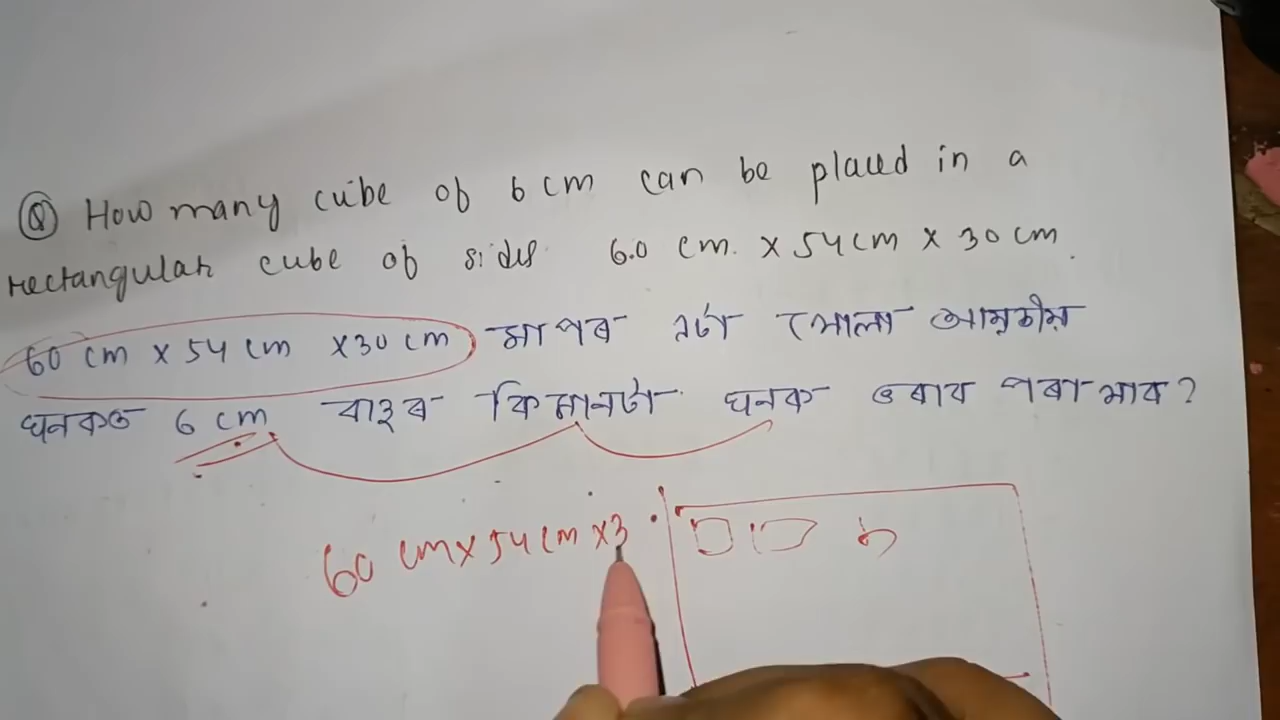 Q How many cube of 6 cm can be placed in a
rectangular cube of sides 60 cm. x 54 cm x 30 cm.
60 cm x 54 cm x 30 cm মাপৰ এটা খোলা আয়তীয়
ঘনকত 6 cm বাহুৰ কিমানটা ঘনক ভৰাব পৰা যাব?
60 cm x 54 cm x 3